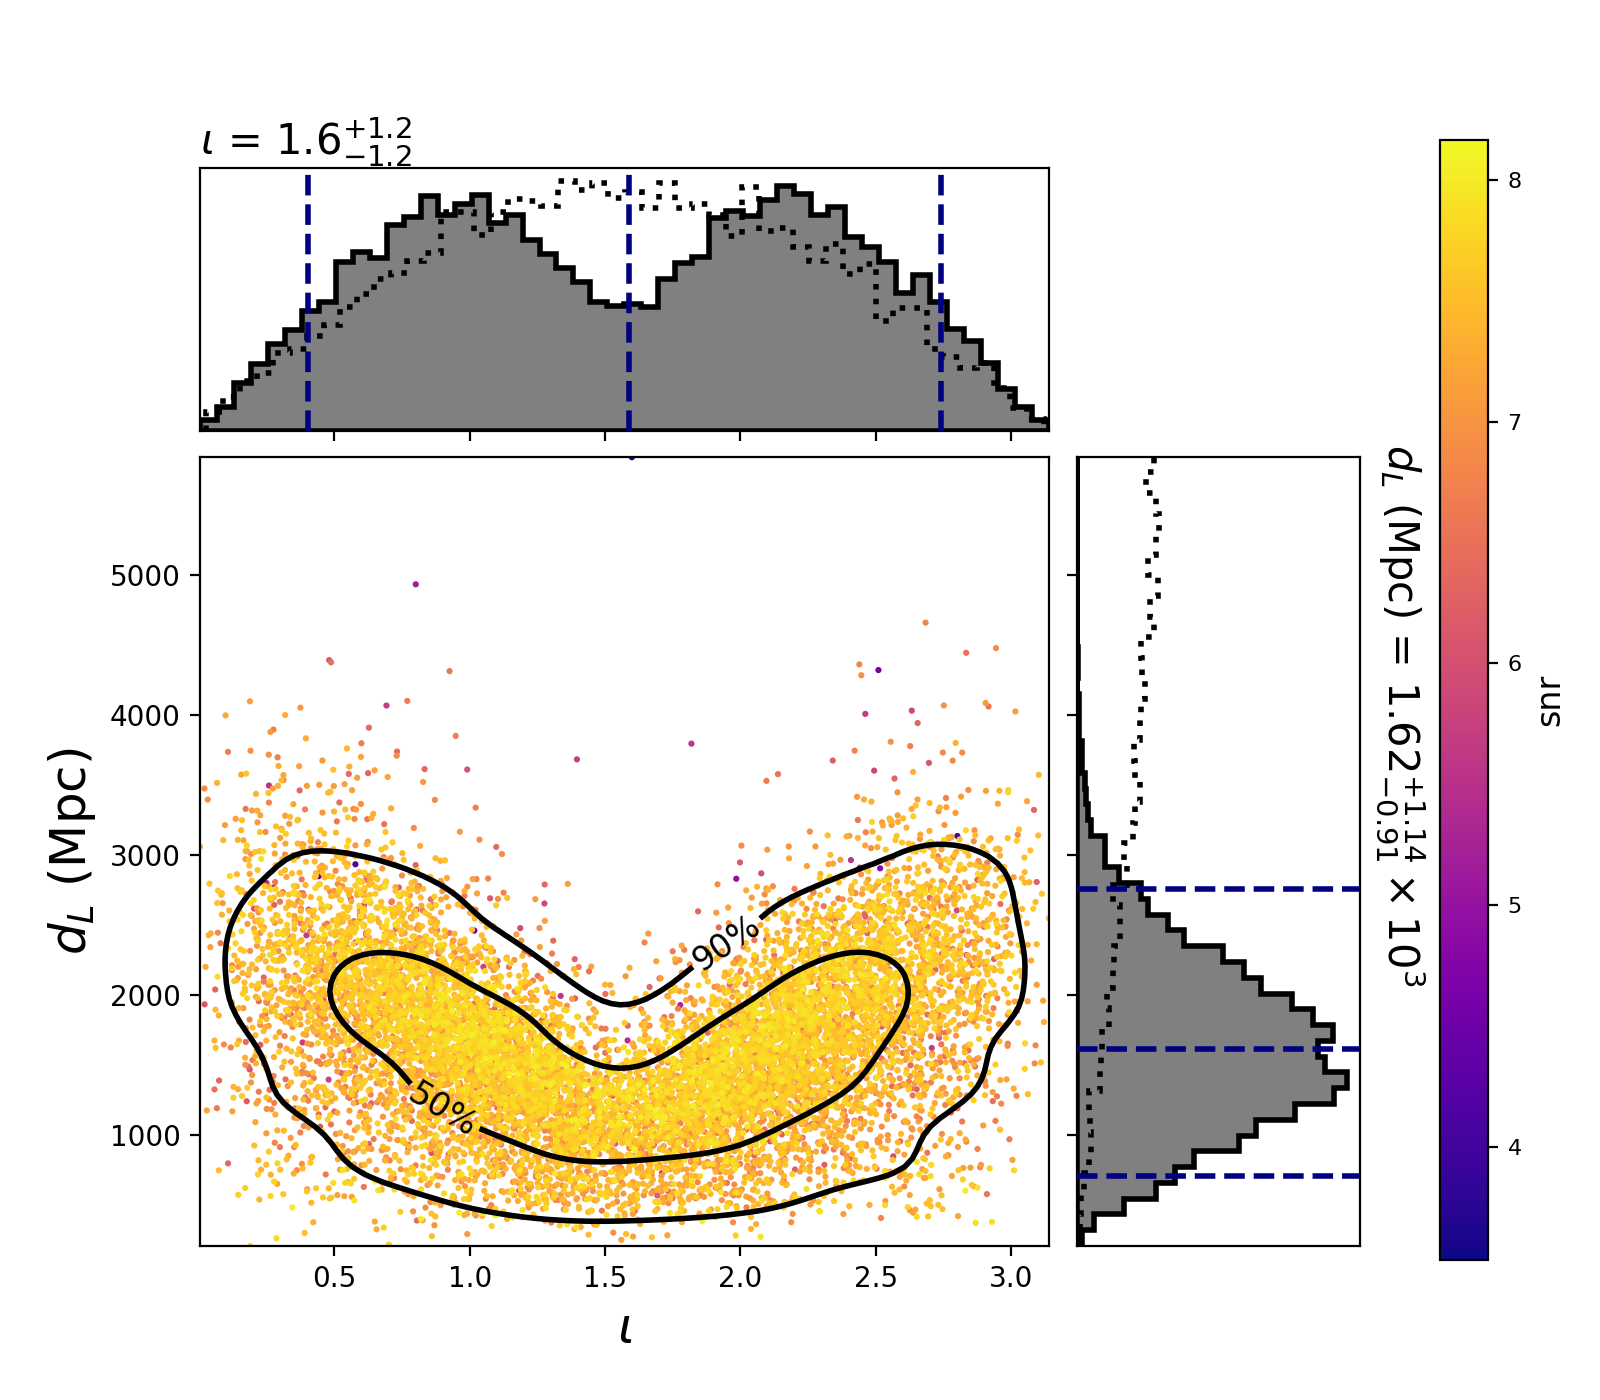 ι = 1.6^{+1.2}_{−1.2}
d_L (Mpc)
5000
4000
3000
2000
1000
90%
50%
0.5 1.0 1.5 2.0 2.5 3.0
ι
d_L (Mpc) = 1.62^{+1.14}_{−0.91} × 10^3
8
7
6
5
4
snr